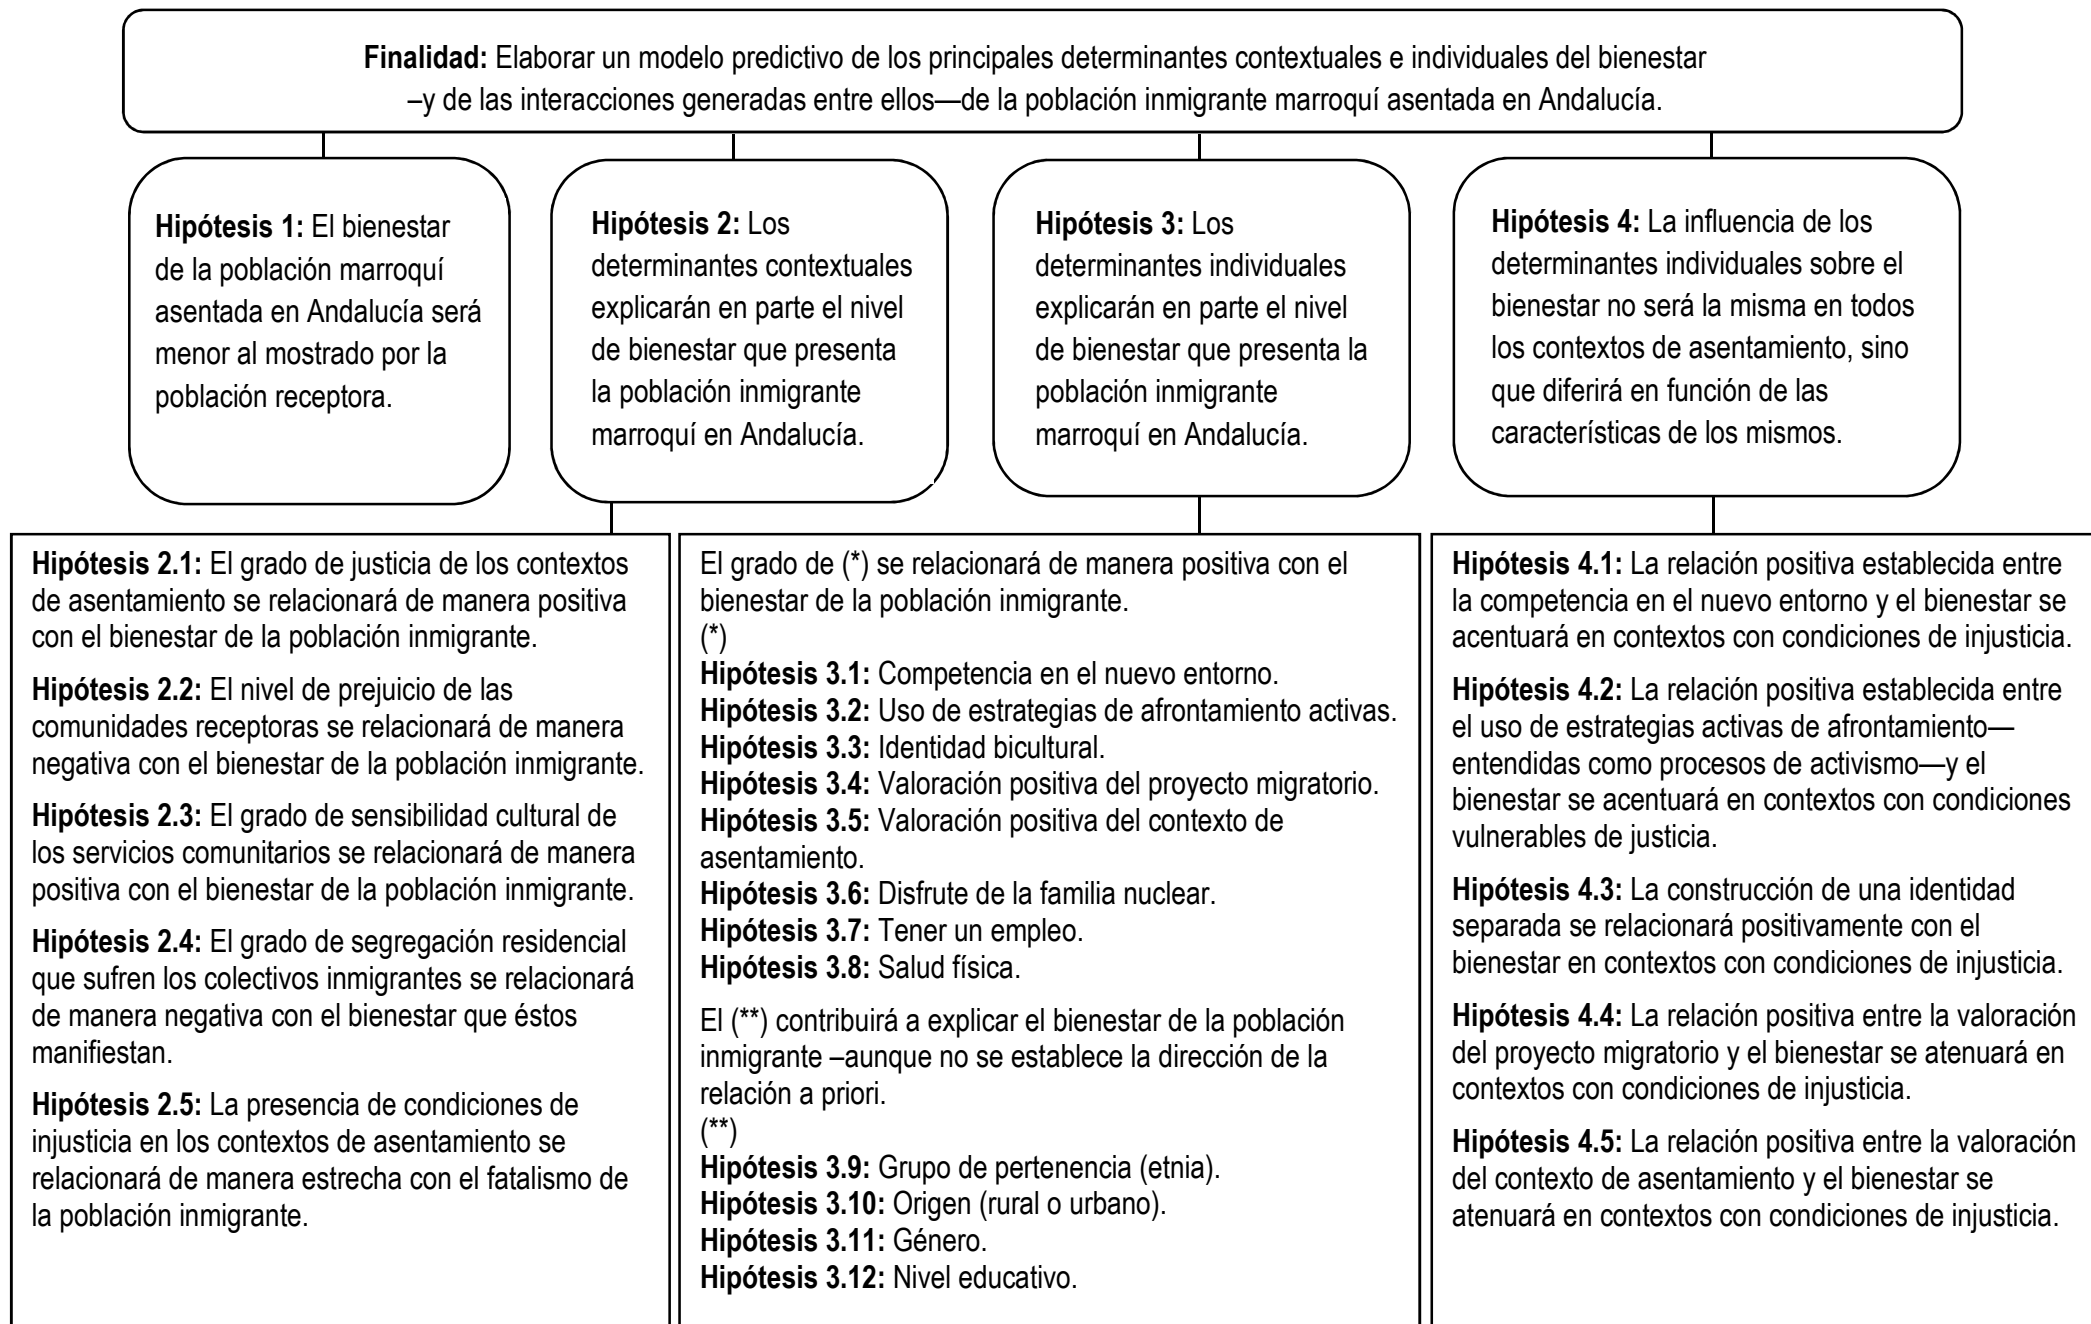 Finalidad: Elaborar un modelo predictivo de los principales determinantes contextuales e individuales del bienestar
–y de las interacciones generadas entre ellos—de la población inmigrante marroquí asentada en Andalucía.
Hipótesis 1: El bienestar
de la población marroquí
asentada en Andalucía será
menor al mostrado por la
población receptora.
Hipótesis 2: Los
determinantes contextuales
explicarán en parte el nivel
de bienestar que presenta
la población inmigrante
marroquí en Andalucía.
Hipótesis 3: Los
determinantes individuales
explicarán en parte el nivel
de bienestar que presenta la
población inmigrante
marroquí en Andalucía.
Hipótesis 4: La influencia de los
determinantes individuales sobre el
bienestar no será la misma en todos
los contextos de asentamiento, sino
que diferirá en función de las
características de los mismos.
Hipótesis 2.1: El grado de justicia de los contextos
de asentamiento se relacionará de manera positiva
con el bienestar de la población inmigrante.
Hipótesis 2.2: El nivel de prejuicio de las
comunidades receptoras se relacionará de manera
negativa con el bienestar de la población inmigrante.
Hipótesis 2.3: El grado de sensibilidad cultural de
los servicios comunitarios se relacionará de manera
positiva con el bienestar de la población inmigrante.
Hipótesis 2.4: El grado de segregación residencial
que sufren los colectivos inmigrantes se relacionará
de manera negativa con el bienestar que éstos
manifiestan.
Hipótesis 2.5: La presencia de condiciones de
injusticia en los contextos de asentamiento se
relacionará de manera estrecha con el fatalismo de
la población inmigrante.
El grado de (*) se relacionará de manera positiva con el
bienestar de la población inmigrante.
(*)
Hipótesis 3.1: Competencia en el nuevo entorno.
Hipótesis 3.2: Uso de estrategias de afrontamiento activas.
Hipótesis 3.3: Identidad bicultural.
Hipótesis 3.4: Valoración positiva del proyecto migratorio.
Hipótesis 3.5: Valoración positiva del contexto de
asentamiento.
Hipótesis 3.6: Disfrute de la familia nuclear.
Hipótesis 3.7: Tener un empleo.
Hipótesis 3.8: Salud física.
El (**) contribuirá a explicar el bienestar de la población
inmigrante –aunque no se establece la dirección de la
relación a priori.
(**)
Hipótesis 3.9: Grupo de pertenencia (etnia).
Hipótesis 3.10: Origen (rural o urbano).
Hipótesis 3.11: Género.
Hipótesis 3.12: Nivel educativo.
Hipótesis 4.1: La relación positiva establecida entre
la competencia en el nuevo entorno y el bienestar se
acentuará en contextos con condiciones de injusticia.
Hipótesis 4.2: La relación positiva establecida entre
el uso de estrategias activas de afrontamiento—
entendidas como procesos de activismo—y el
bienestar se acentuará en contextos con condiciones
vulnerables de justicia.
Hipótesis 4.3: La construcción de una identidad
separada se relacionará positivamente con el
bienestar en contextos con condiciones de injusticia.
Hipótesis 4.4: La relación positiva entre la valoración
del proyecto migratorio y el bienestar se atenuará en
contextos con condiciones de injusticia.
Hipótesis 4.5: La relación positiva entre la valoración
del contexto de asentamiento y el bienestar se
atenuará en contextos con condiciones de injusticia.